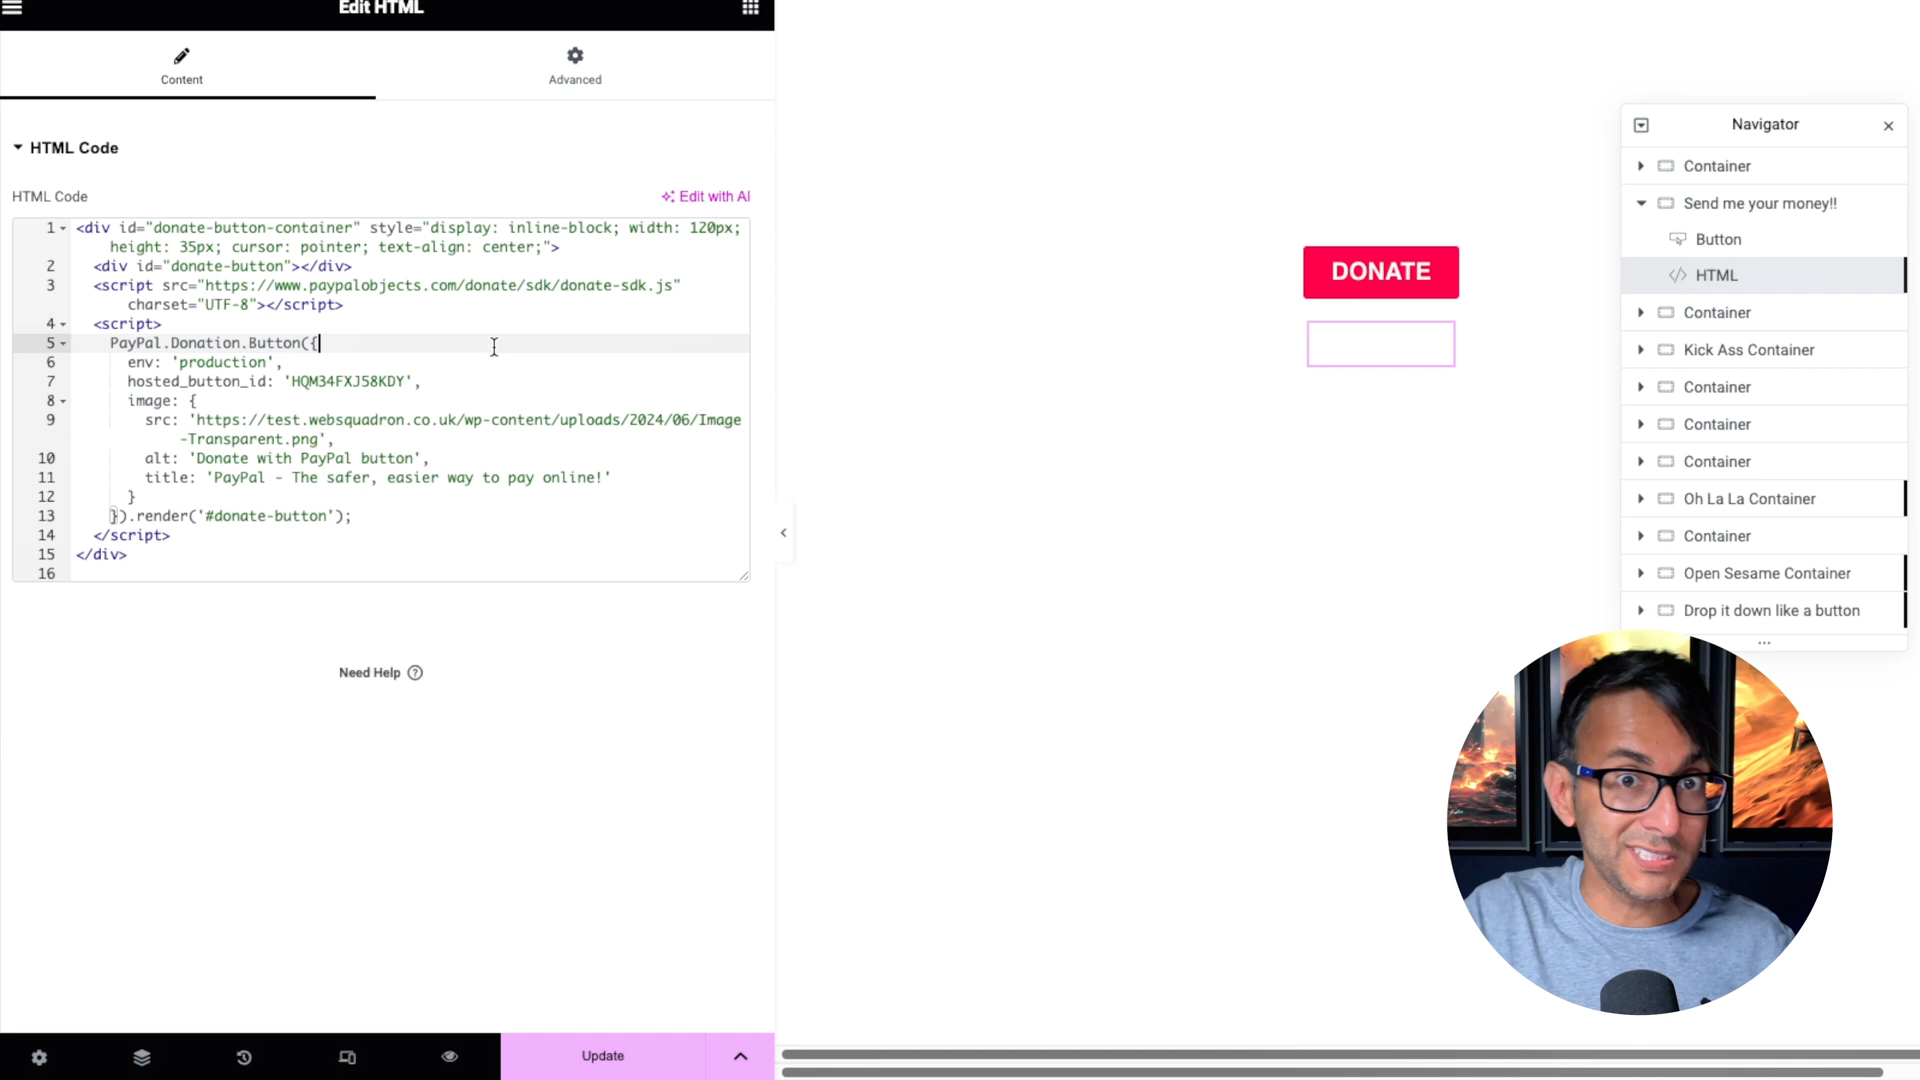 Edit HTML
Content
Advanced
HTML Code
HTML Code
Edit with AI
1 <div id="donate-button-container" style="display: inline-block; width: 120px;
height: 35px; cursor: pointer; text-align: center;">
2 <div id="donate-button"></div>
3 <script src="https://www.paypalobjects.com/donate/sdk/donate-sdk.js"
charset="UTF-8"></script>
4 <script>
5 PayPal.Donation.Button({
6 env: 'production',
7 hosted_button_id: 'HQM34FXJ58KDY',
8 image: {
9 src: 'https://test.websquadron.co.uk/wp-content/uploads/2024/06/Image
-Transparent.png',
10 alt: 'Donate with PayPal button',
11 title: 'PayPal - The safer, easier way to pay online!'
12 }
13 }).render('#donate-button');
14 </script>
15 </div>
16
Need Help ?
Update
DONATE
Navigator
Container
Send me your money!!
Button
HTML
Container
Kick Ass Container
Container
Container
Container
Oh La La Container
Container
Open Sesame Container
Drop it down like a button